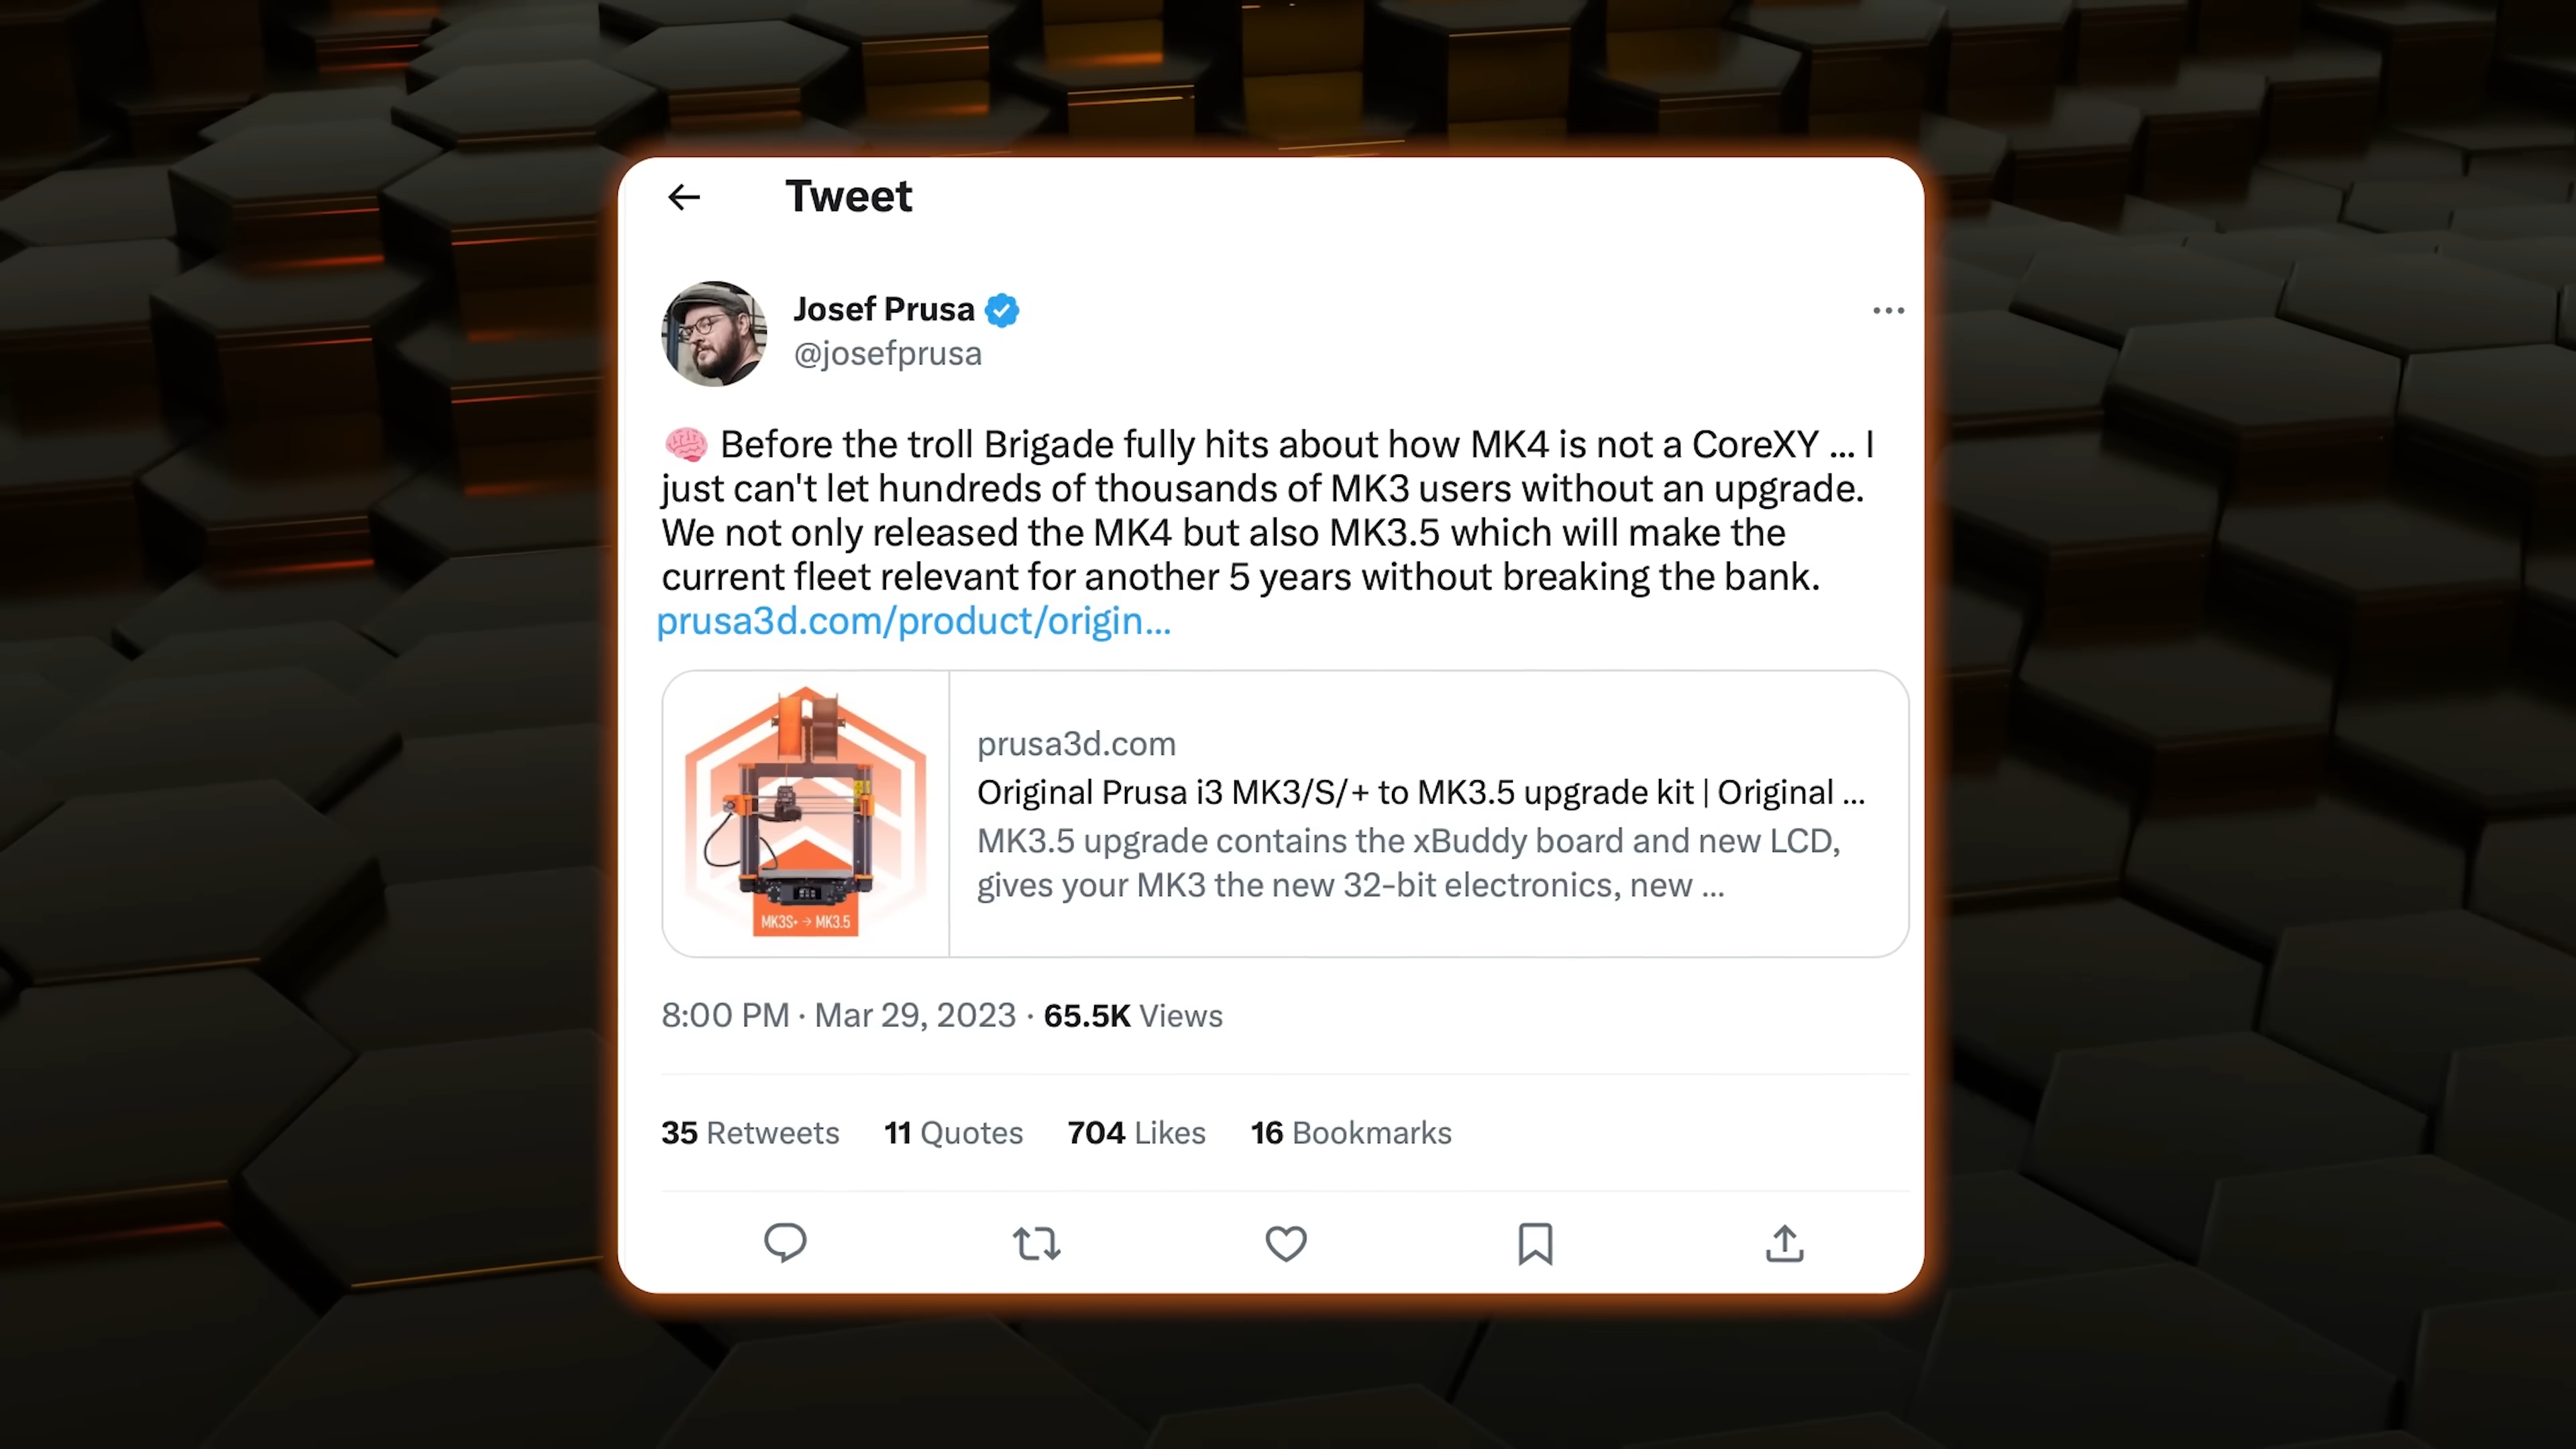 Tweet
Josef Prusa
@josefprusa
🧠 Before the troll Brigade fully hits about how MK4 is not a CoreXY ... I
just can't let hundreds of thousands of MK3 users without an upgrade.
We not only released the MK4 but also MK3.5 which will make the
current fleet relevant for another 5 years without breaking the bank.
prusa3d.com/product/origin...
prusa3d.com
Original Prusa i3 MK3/S/+ to MK3.5 upgrade kit | Original ...
MK3.5 upgrade contains the xBuddy board and new LCD,
gives your MK3 the new 32-bit electronics, new ...
MK3S+ → MK3.5
8:00 PM · Mar 29, 2023 · 65.5K Views
35 Retweets 11 Quotes 704 Likes 16 Bookmarks